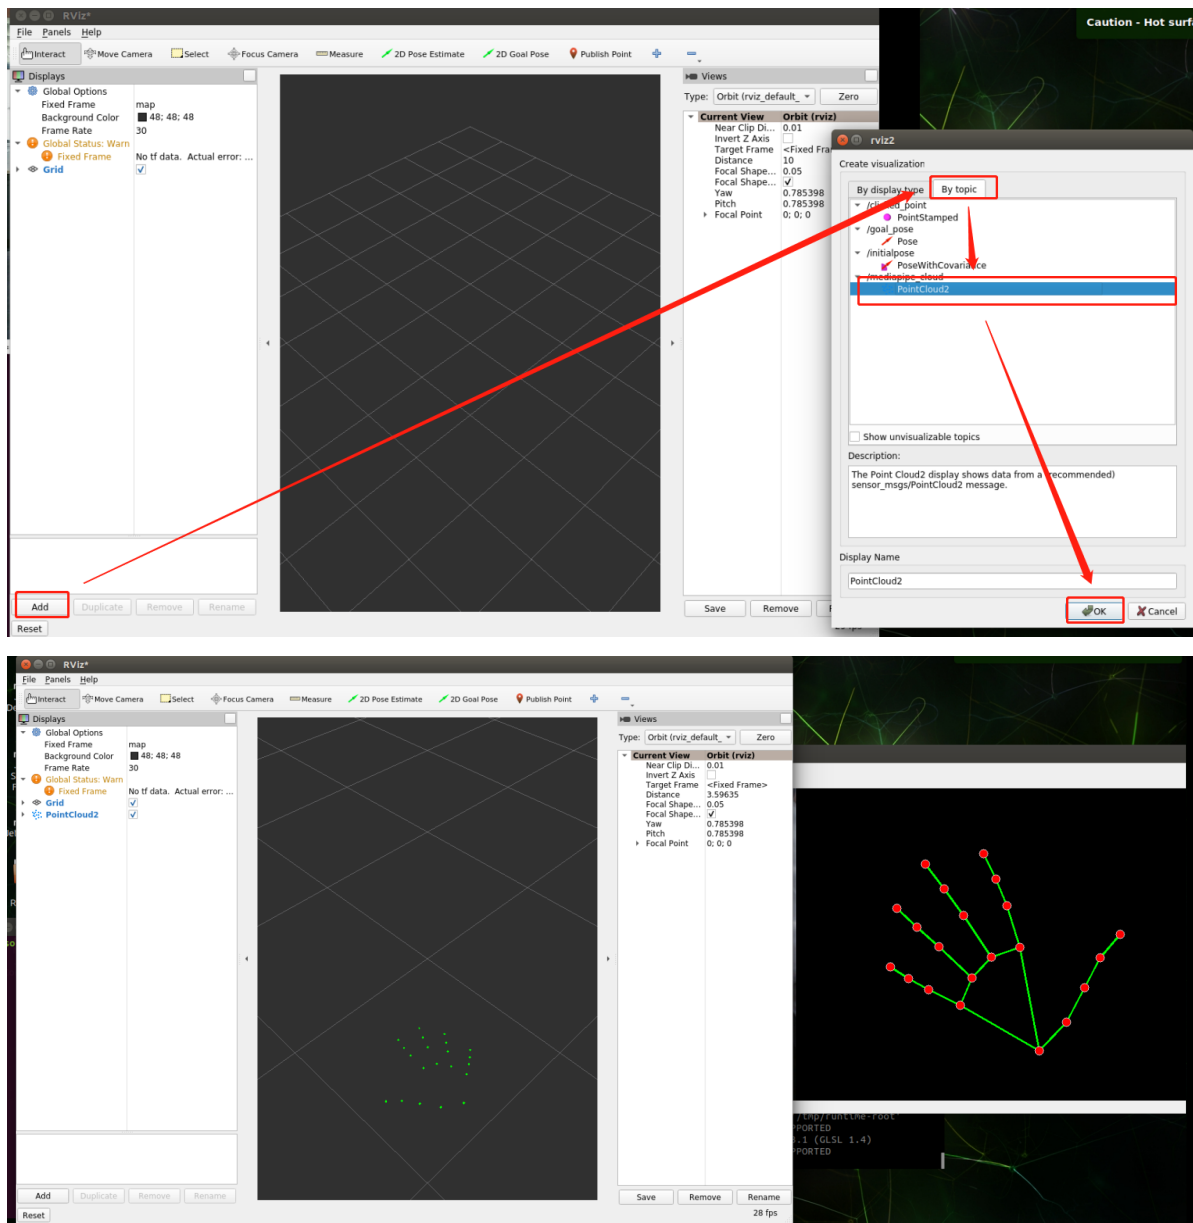 RViz*
Caution - Hot surfa
File Panels Help
Interact Move Camera Select Focus Camera Measure 2D Pose Estimate 2D Goal Pose Publish Point
Displays
Global Options
Fixed Frame map
Background Color 48; 48; 48
Frame Rate 30
Global Status: Warn
Fixed Frame No tf data. Actual error: ...
Grid
Add Duplicate Remove Rename
Reset
Views
Type: Orbit (rviz_default_ Zero
Current View Orbit (rviz)
Near Clip Di... 0.01
Invert Z Axis
Target Frame <Fixed Fra
Distance 10
Focal Shape... 0.05
Focal Shape...
Yaw 0.785398
Pitch 0.785398
Focal Point 0; 0; 0
Save Remove
rviz2
Create visualization
By display type By topic
/clicked_point
PointStamped
/goal_pose
Pose
/initialpose
PoseWithCovariance
/mediapipe_cloud
PointCloud2
Show unvisualizable topics
Description:
The Point Cloud2 display shows data from a (recommended)
sensor_msgs/PointCloud2 message.
Display Name
PointCloud2
OK Cancel
RViz*
File Panels Help
Interact Move Camera Select Focus Camera Measure 2D Pose Estimate 2D Goal Pose Publish Point
Displays
Global Options
Fixed Frame map
Background Color 48; 48; 48
Frame Rate 30
Global Status: Warn
Fixed Frame No tf data. Actual error: ...
Grid
PointCloud2
Add Duplicate Remove Rename
Reset
Views
Type: Orbit (rviz_default_ Zero
Current View Orbit (rviz)
Near Clip Di... 0.01
Invert Z Axis
Target Frame <Fixed Frame>
Distance 3.59635
Focal Shape... 0.05
Focal Shape...
Yaw 0.785398
Pitch 0.785398
Focal Point 0; 0; 0
Save Remove Rename
28 fps
/tmp/runtime-root'
PPORTED
.1 (GLSL 1.4)
PPORTED